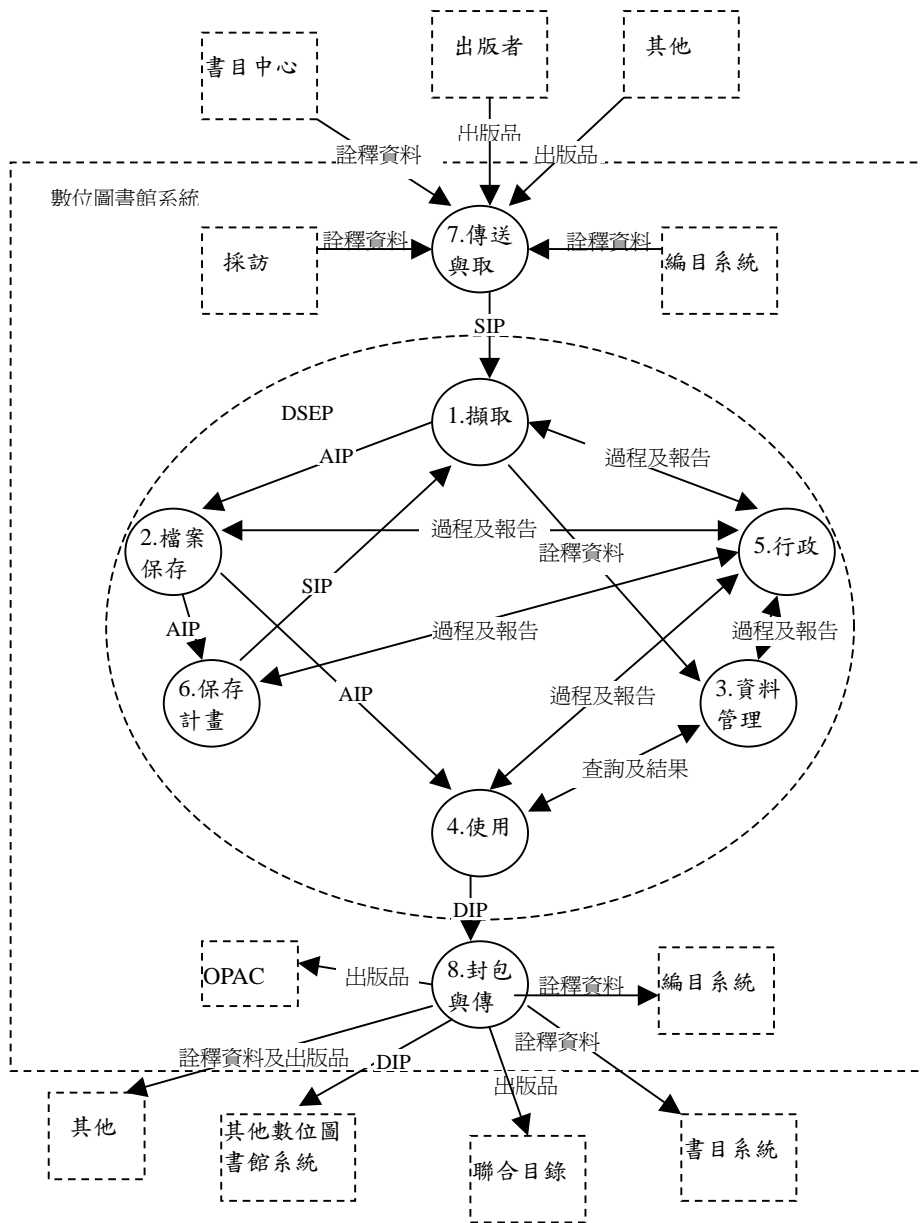 書目中心
出版者
其他
詮釋資料
出版品
出版品
數位圖書館系統
採訪
詮釋資料
7.傳送
與取
詮釋資料
編目系統
SIP
DSEP
1.擷取
AIP
過程及報告
2.檔案
保存
過程及報告
詮釋資料
5.行政
SIP
AIP
過程及報告
過程及報告
6.保存
計畫
AIP
過程及報告
3.資料
管理
查詢及結果
4.使用
DIP
OPAC
出版品
8.封包
與傳
詮釋資料
編目系統
詮釋資料及出版品
DIP
出版品
詮釋資料
其他
其他數位圖
書館系統
聯合目錄
書目系統